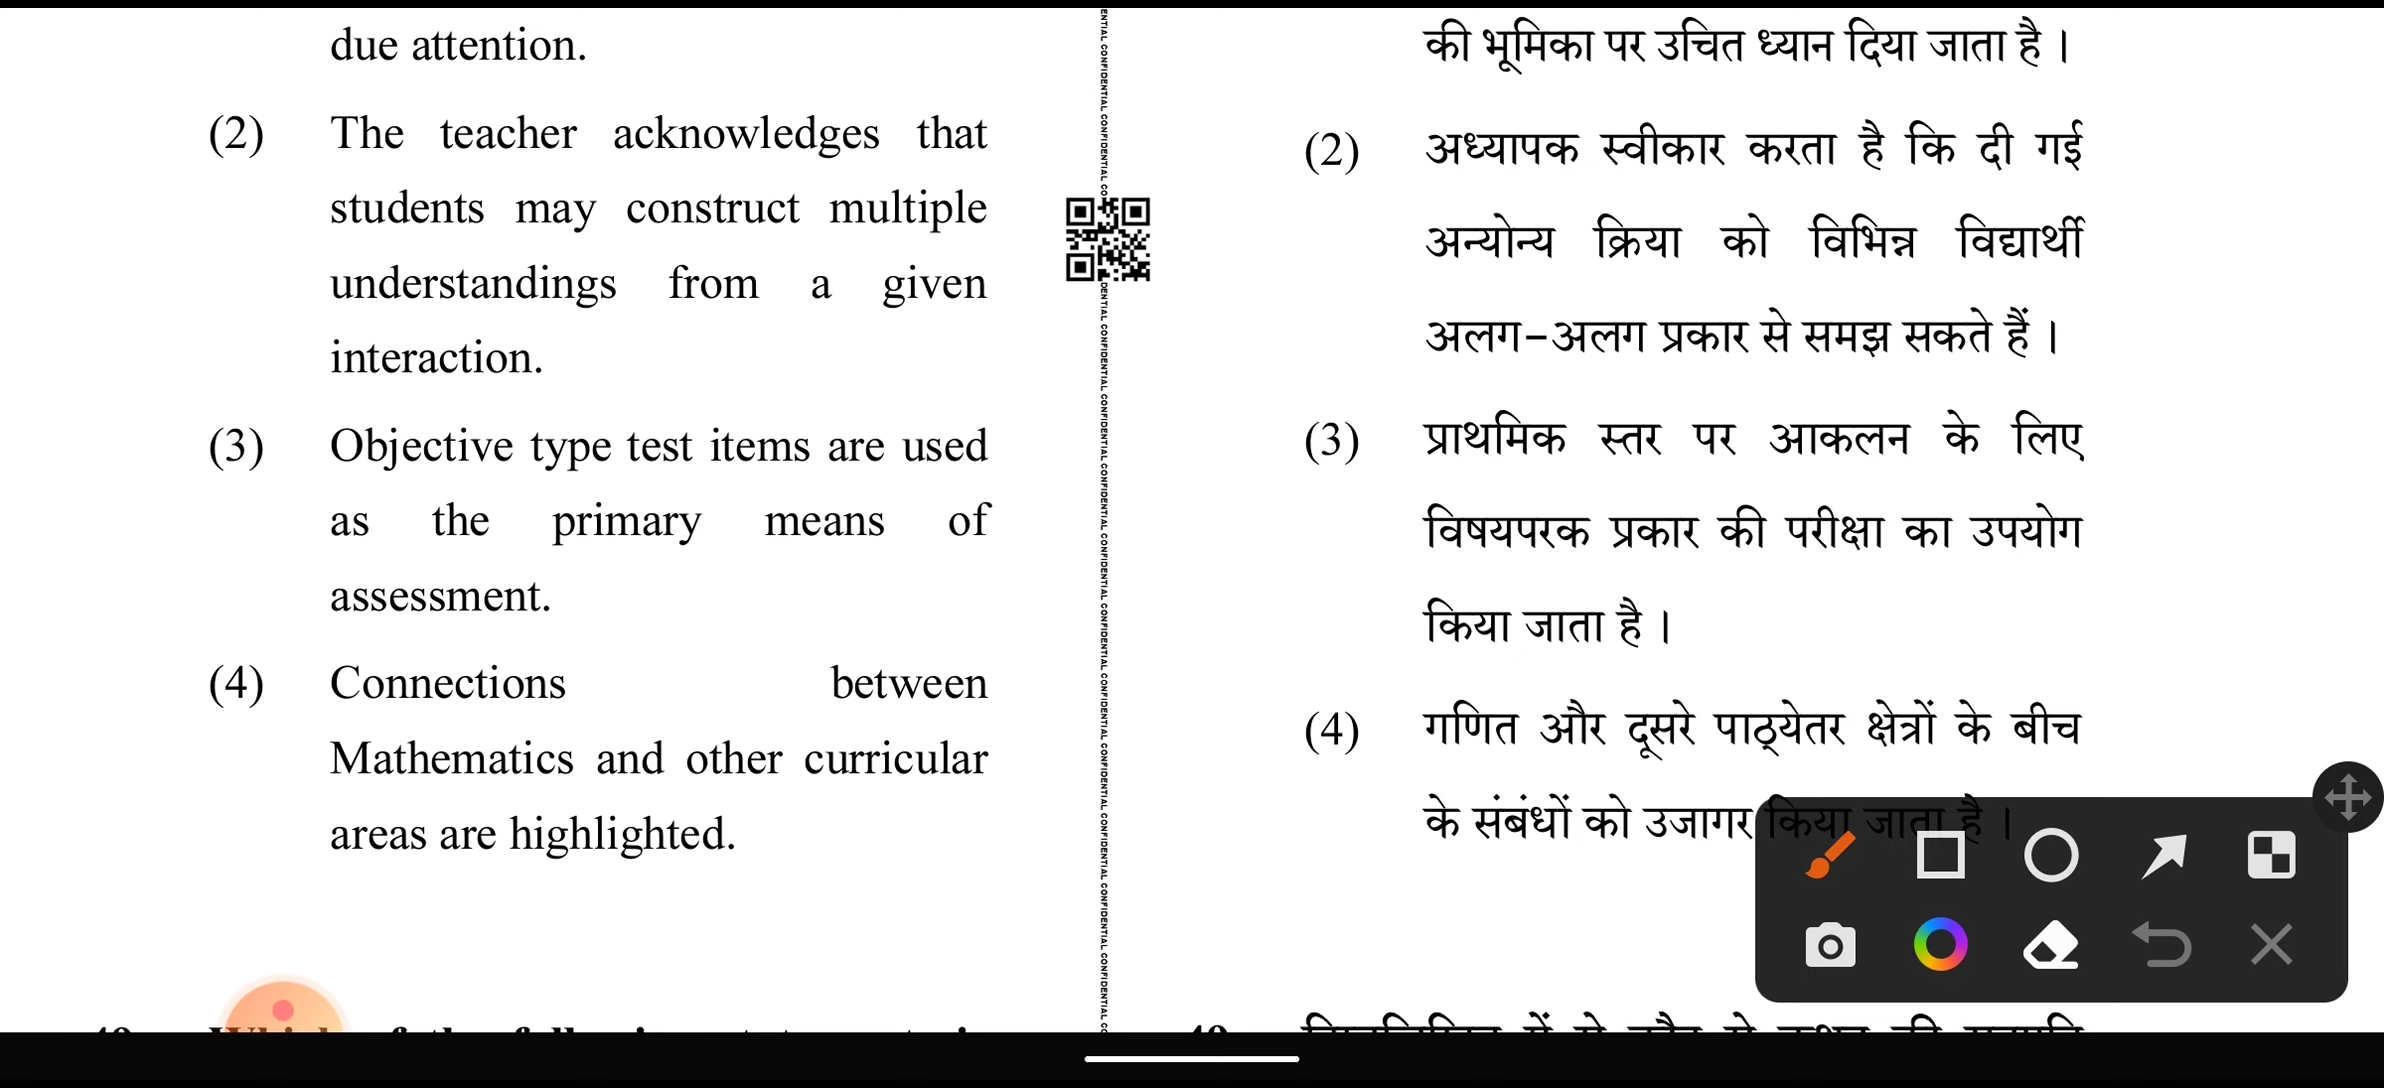 due attention.
(2) The teacher acknowledges that
students may construct multiple
understandings from a given
interaction.
(3) Objective type test items are used
as the primary means of
assessment.
(4) Connections between
Mathematics and other curricular
areas are highlighted.
की भूमिका पर उचित ध्यान दिया जाता है ।
(2) अध्यापक स्वीकार करता है कि दी गई
अन्योन्य क्रिया को विभिन्न विद्यार्थी
अलग-अलग प्रकार से समझ सकते हैं ।
(3) प्राथमिक स्तर पर आकलन के लिए
विषयपरक प्रकार की परीक्षा का उपयोग
किया जाता है ।
(4) गणित और दूसरे पाठ्येतर क्षेत्रों के बीच
के संबंधों को उजागर किया जाता है ।